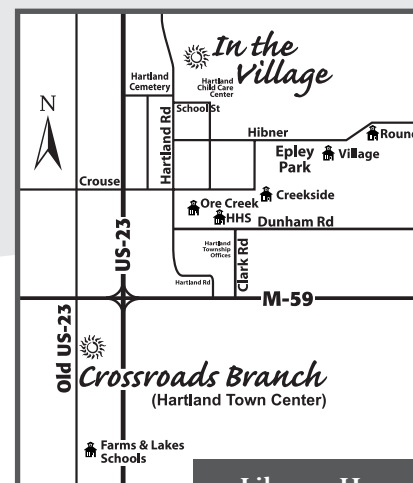 In the
Village
Hartland
Cemetery
Hartland
Child Care
Center
School St
N
Hartland Rd
Hibner
Round
Epley
Park
Village
Crouse
Creekside
Ore Creek
HHS
Dunham Rd
US-23
Hartland
Township
Offices
Clark Rd
Hartland Rd
M-59
Old US-23
Crossroads Branch
(Hartland Town Center)
Farms & Lakes
Schools